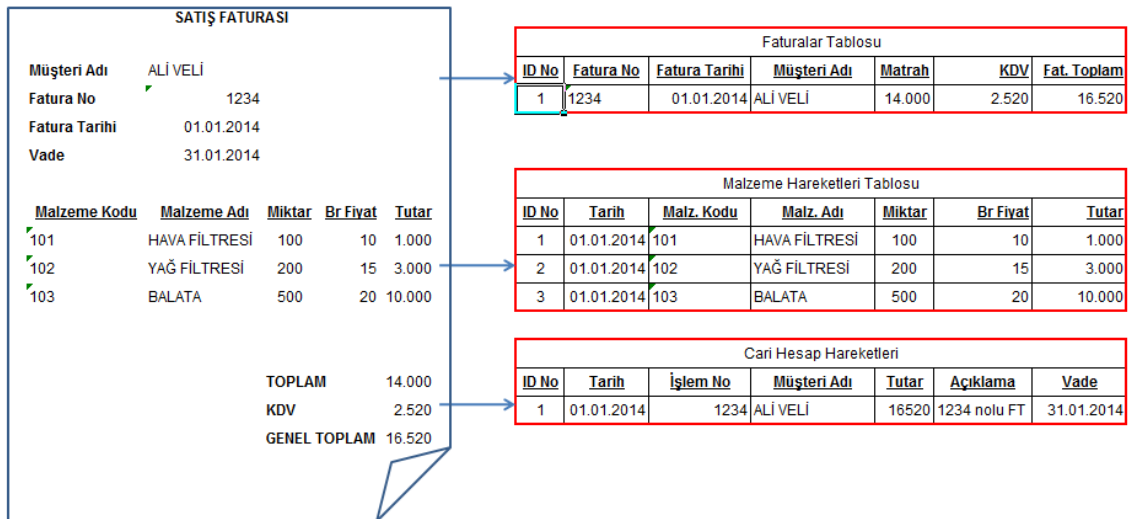 SATIŞ FATURASI
Müşteri Adı ALİ VELİ
Fatura No 1234
Fatura Tarihi 01.01.2014
Vade 31.01.2014
Malzeme Kodu Malzeme Adı Miktar Br Fiyat Tutar
101 HAVA FİLTRESİ 100 10 1.000
102 YAĞ FİLTRESİ 200 15 3.000
103 BALATA 500 20 10.000
TOPLAM 14.000
KDV 2.520
GENEL TOPLAM 16.520
Faturalar Tablosu
ID No Fatura No Fatura Tarihi Müşteri Adı Matrah KDV Fat. Toplam
1 1234 01.01.2014 ALİ VELİ 14.000 2.520 16.520
Malzeme Hareketleri Tablosu
ID No Tarih Malz. Kodu Malz. Adı Miktar Br Fiyat Tutar
1 01.01.2014 101 HAVA FİLTRESİ 100 10 1.000
2 01.01.2014 102 YAĞ FİLTRESİ 200 15 3.000
3 01.01.2014 103 BALATA 500 20 10.000
Cari Hesap Hareketleri
ID No Tarih İşlem No Müşteri Adı Tutar Açıklama Vade
1 01.01.2014 1234 ALİ VELİ 16520 1234 nolu FT 31.01.2014